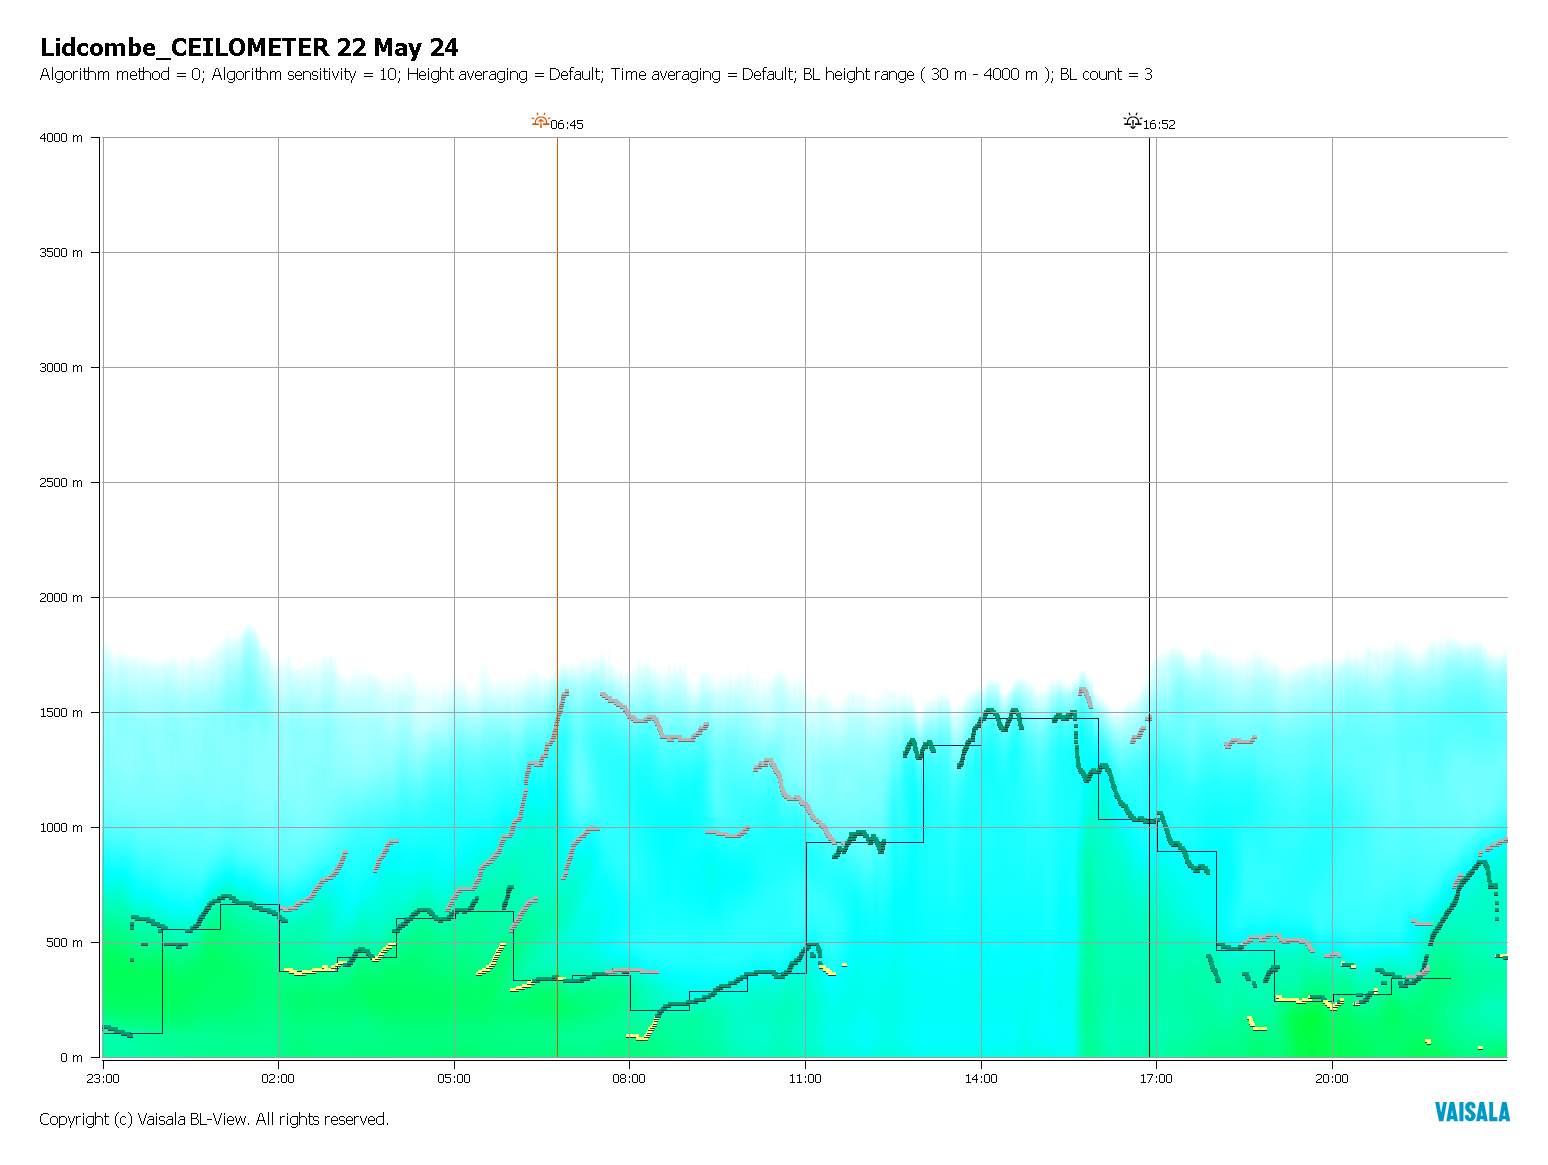 Lidcombe_CEILOMETER 22 May 24
Algorithm method = 0; Algorithm sensitivity = 10; Height averaging = Default; Time averaging = Default; BL height range ( 30 m - 4000 m ); BL count = 3
06:45
16:52
4000 m
3500 m
3000 m
2500 m
2000 m
1500 m
1000 m
500 m
0 m
23:00
02:00
05:00
08:00
11:00
14:00
17:00
20:00
Copyright (c) Vaisala BL-View. All rights reserved.
VAISALA